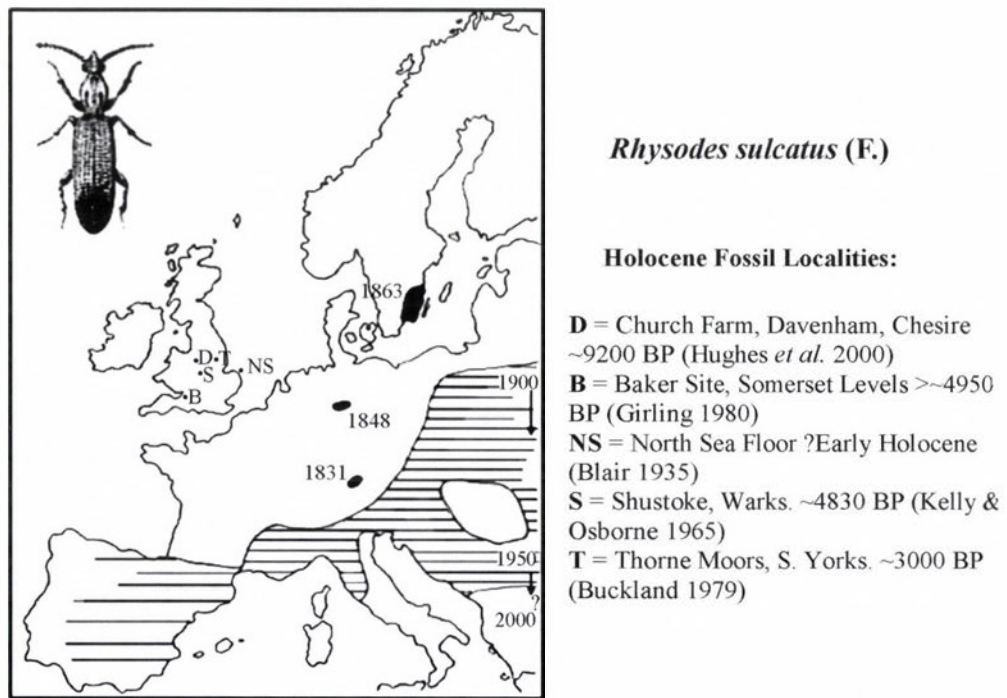 1863
D T
NS
S
B
1900
1848
1831
1950
?
2000
Rhysodes sulcatus (F.)
Holocene Fossil Localities:
D = Church Farm, Davenham, Chesire
~9200 BP (Hughes et al. 2000)
B = Baker Site, Somerset Levels >~4950
BP (Girling 1980)
NS = North Sea Floor ?Early Holocene
(Blair 1935)
S = Shustoke, Warks. ~4830 BP (Kelly &
Osborne 1965)
T = Thorne Moors, S. Yorks. ~3000 BP
(Buckland 1979)